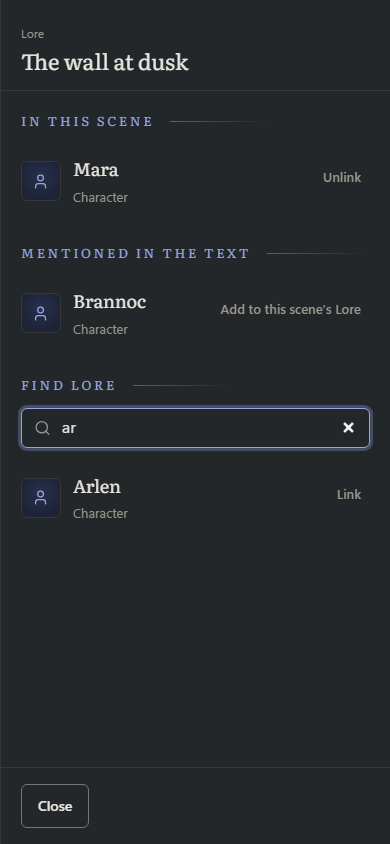 Lore
The wall at dusk
IN THIS SCENE
Mara
Character
Unlink
MENTIONED IN THE TEXT
Brannoc
Character
Add to this scene's Lore
FIND LORE
ar
Arlen
Character
Link
Close